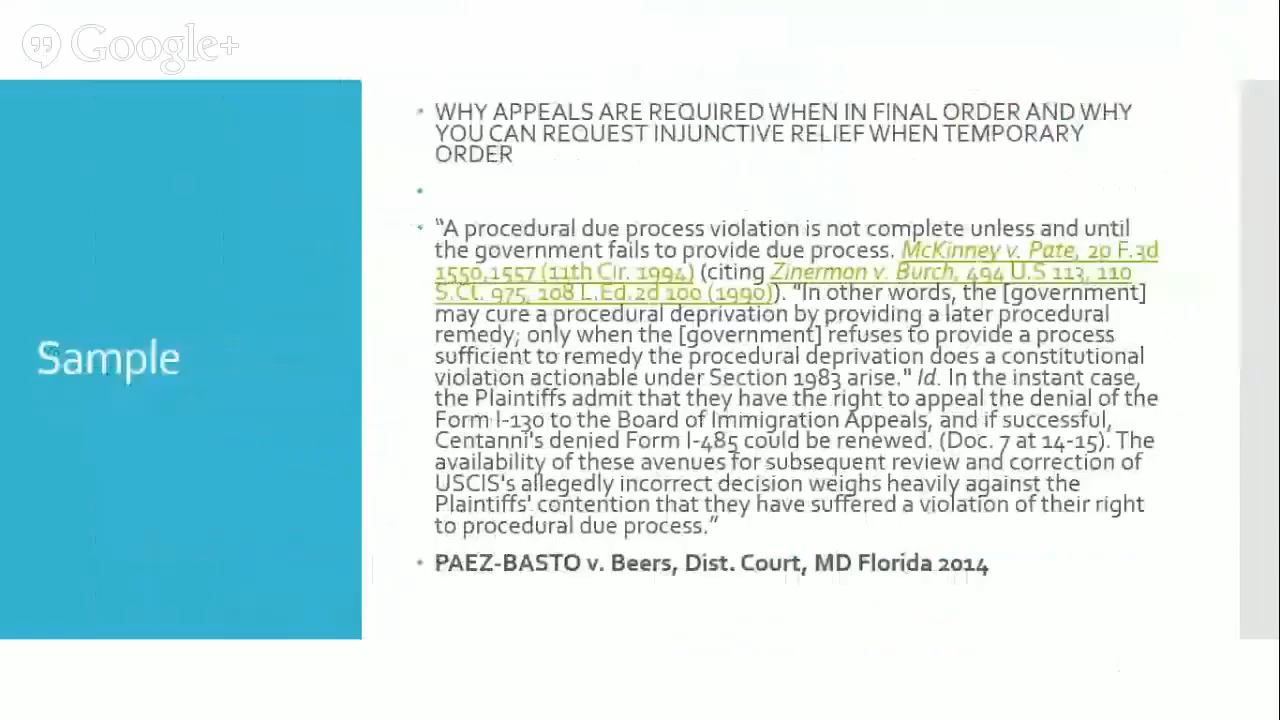 Google+
WHY APPEALS ARE REQUIRED WHEN IN FINAL ORDER AND WHY
YOU CAN REQUEST INJUNCTIVE RELIEF WHEN TEMPORARY
ORDER
“A procedural due process violation is not complete unless and until
the government fails to provide due process. McKinney v. Pate, 20 F.3d
1550,1557 (11th Cir. 1994) (citing Zinermon v. Burch, 494 U.S 113, 110
S.Ct. 975, 108 L.Ed.2d 100 (1990)). "In other words, the [government]
may cure a procedural deprivation by providing a later procedural
remedy; only when the [government] refuses to provide a process
sufficient to remedy the procedural deprivation does a constitutional
violation actionable under Section 1983 arise." Id. In the instant case,
the Plaintiffs admit that they have the right to appeal the denial of the
Form I-130 to the Board of Immigration Appeals, and if successful,
Centanni's denied Form I-485 could be renewed. (Doc. 7 at 14-15). The
availability of these avenues for subsequent review and correction of
USCIS's allegedly incorrect decision weighs heavily against the
Plaintiffs' contention that they have suffered a violation of their right
to procedural due process.”
PAEZ-BASTO v. Beers, Dist. Court, MD Florida 2014
Sample